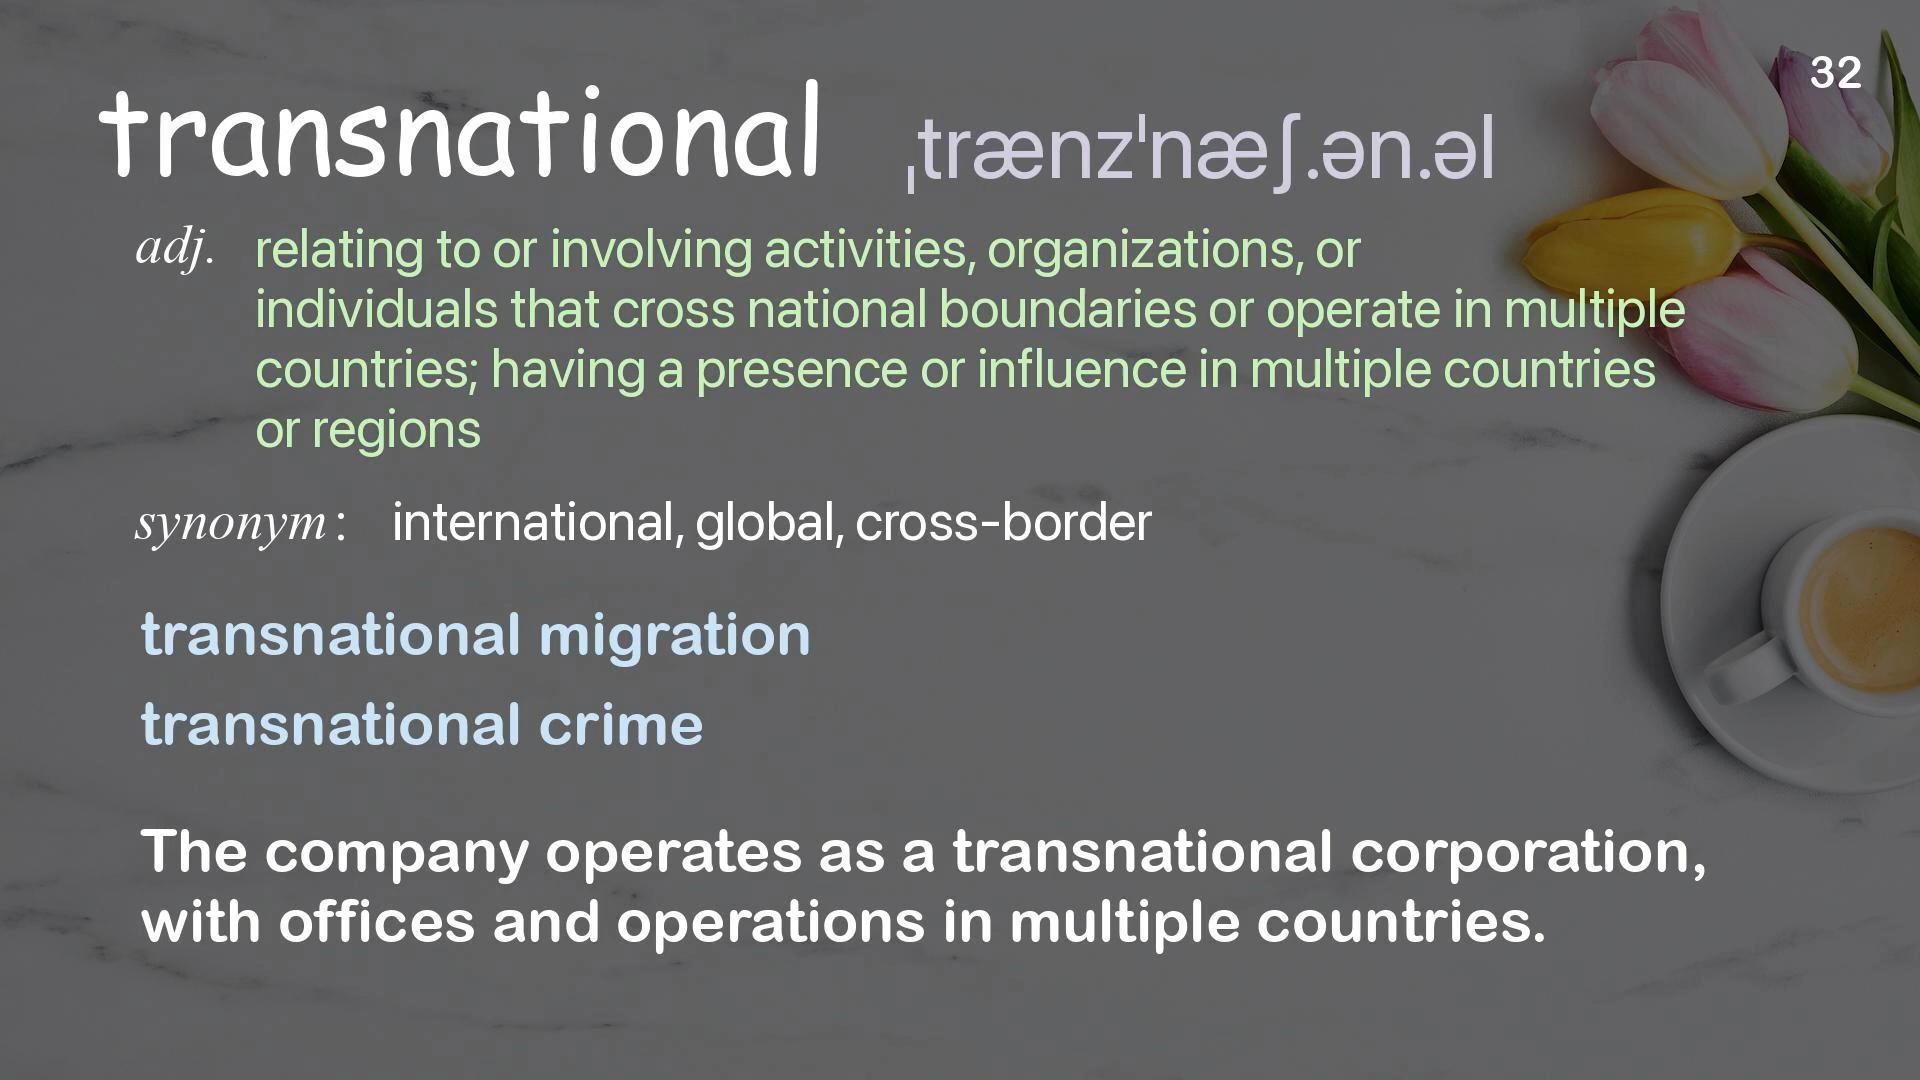 32
transnational ˌtrænzˈnæʃ.ən.əl
adj. relating to or involving activities, organizations, or
individuals that cross national boundaries or operate in multiple
countries; having a presence or influence in multiple countries
or regions
synonym: international, global, cross-border
transnational migration
transnational crime
The company operates as a transnational corporation,
with offices and operations in multiple countries.